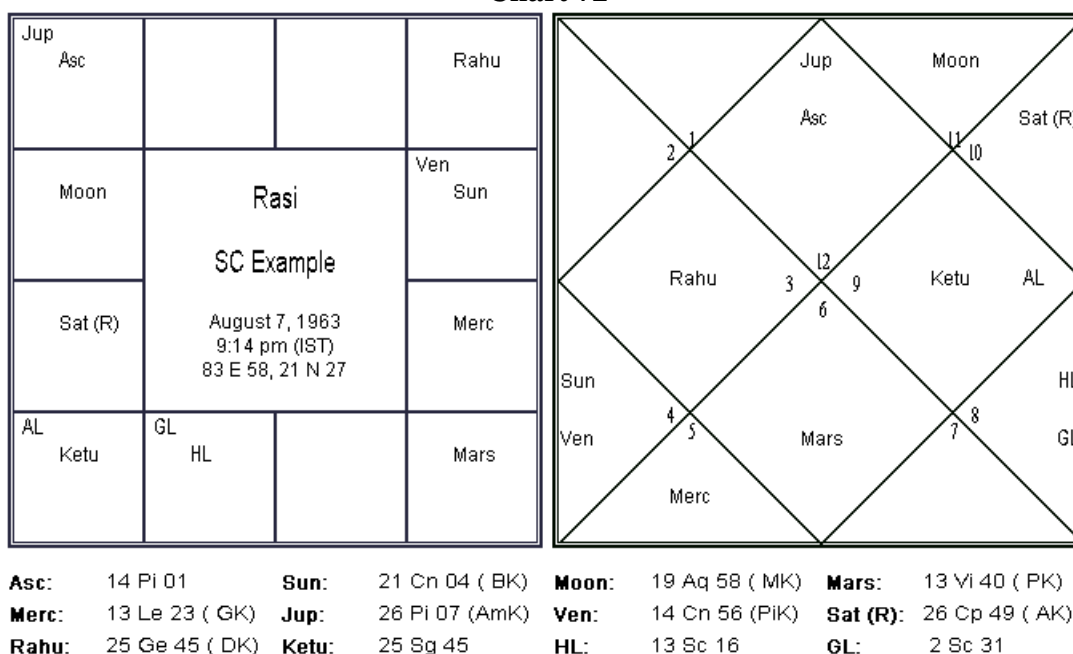 Jup
Asc
Rahu
Moon
Ven
Sun
Rasi
SC Example
August 7, 1963
9:14 pm (IST)
83 E 58, 21 N 27
Sat (R)
Merc
AL
Ketu
GL
HL
Mars
Jup
Moon
Asc
Sat (R)
1
2
11
10
12
Rahu
3
9
Ketu
AL
6
Sun
4
8
Ven
5
Mars
7
Merc
Asc: 14 Pi 01 Sun: 21 Cn 04 ( BK) Moon: 19 Aq 58 ( MK) Mars: 13 Vi 40 ( PK)
Merc: 13 Le 23 ( GK) Jup: 26 Pi 07 (AmK) Ven: 14 Cn 56 (PiK) Sat (R): 26 Cp 49 ( AK)
Rahu: 25 Ge 45 ( DK) Ketu: 25 Sg 45 HL: 13 Sc 16 GL: 2 Sc 31